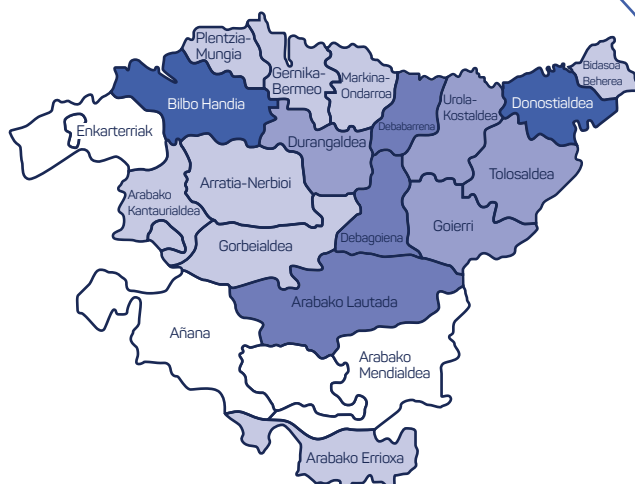 Plentzia-
Mungia
Gernika-
Bermeo
Markina-
Ondarroa
Bidasoa
Beherea
Bilbo Handia
Urola-
Kostaldea
Donostialdea
Enkarterriak
Debabarrena
Durangaldea
Tolosaldea
Arratia-Nerbioi
Arabako
Kantaurialdea
Goierri
Gorbeialdea
Debagoiena
Arabako Lautada
Añana
Arabako
Mendialdea
Arabako Errioxa